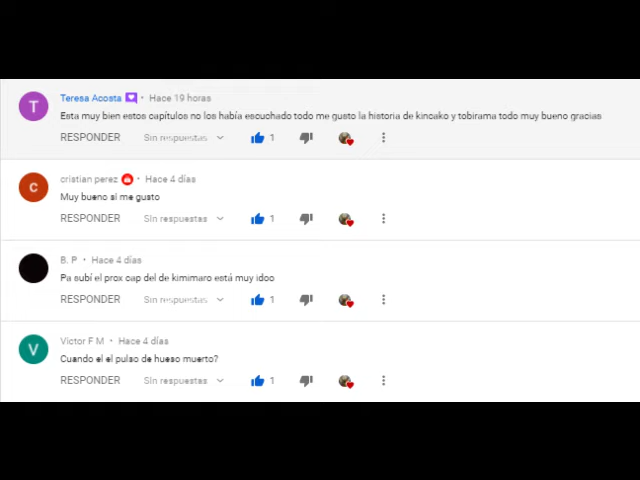 T
Teresa Acosta • Hace 19 horas
Esta muy bien estos capítulos no los había escuchado todo me gusto la historia de kincako y tobirama todo muy bueno gracias
RESPONDER Sin respuestas 1
c
cristian perez • Hace 4 días
Muy bueno si me gusto
RESPONDER Sin respuestas 1
B. P • Hace 4 días
Pa subí el prox cap del de kimimaro está muy idoo
RESPONDER Sin respuestas 1
V
Victor F M • Hace 4 días
Cuando el el pulso de hueso muerto?
RESPONDER Sin respuestas 1